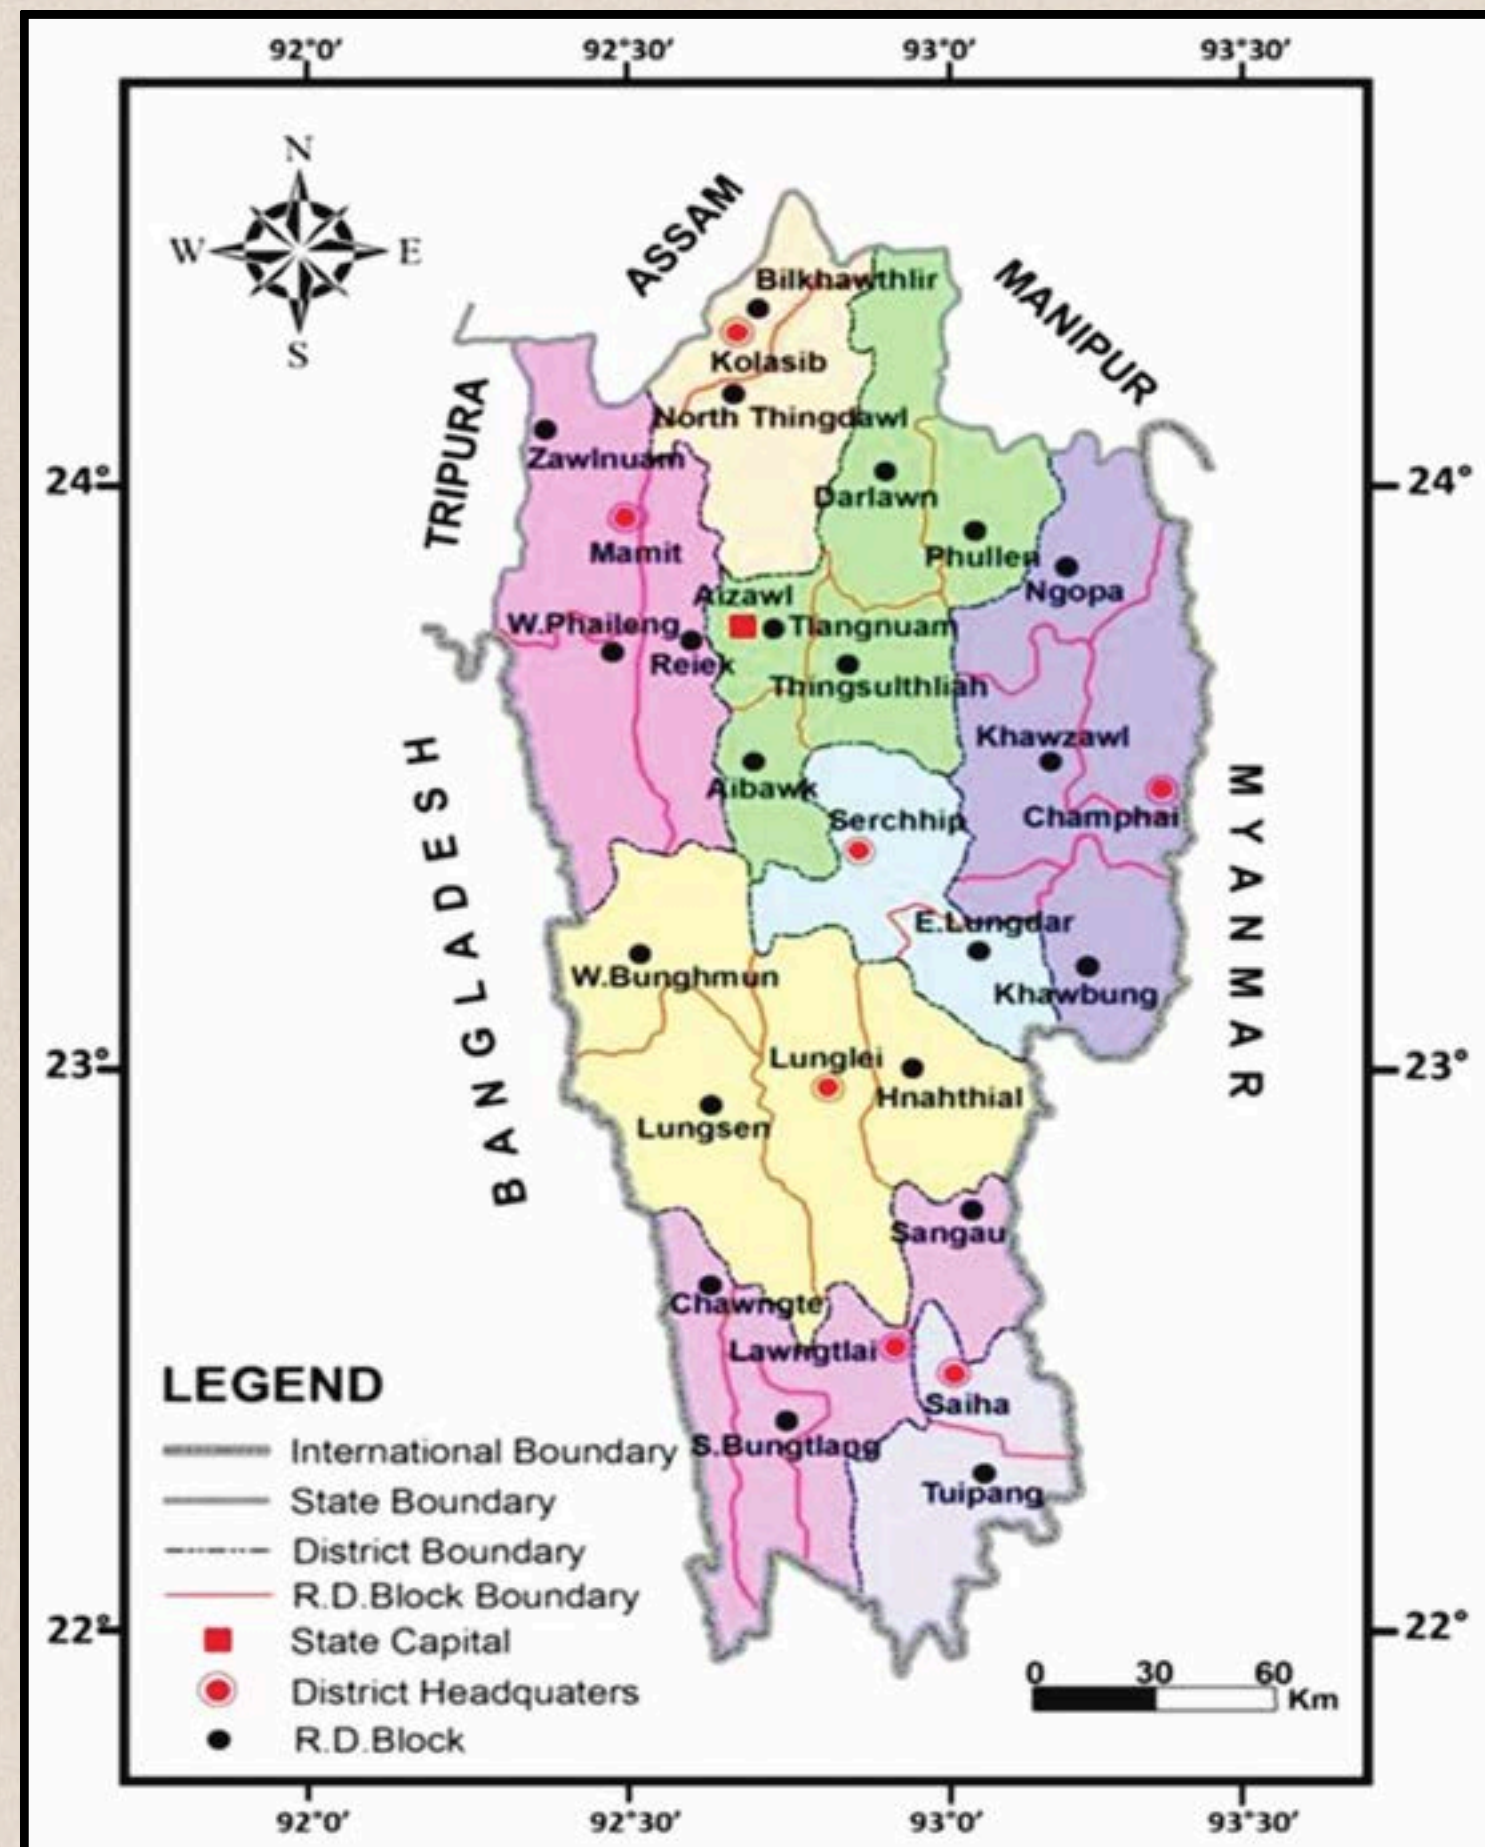 92°0′ 92°30′ 93°0′ 93°30′
N
W E
S
ASSAM
MANIPUR
TRIPURA
BANGLADESH
MYANMAR
24° 24°
23° 23°
22° 22°
Bilkhawthlir
Kolasib
North Thingdawl
Zawlnuam
Darlawn
Mamit
Phullen
Ngopa
Aizawl
W.Phaileng
Tlangnuam
Reiek
Thingsulthliah
Khawzawl
Aibawk
Champhai
Serchhip
E.Lungdar
W.Bunghmun
Khawbung
Lunglei
Hnahthial
Lungsen
Sangau
Chawngte
Lawngtlai
Saiha
S.Bungtlang
Tuipang
LEGEND
International Boundary
State Boundary
District Boundary
R.D.Block Boundary
State Capital
District Headquaters
R.D.Block
0 30 60
Km
92°0′ 92°30′ 93°0′ 93°30′